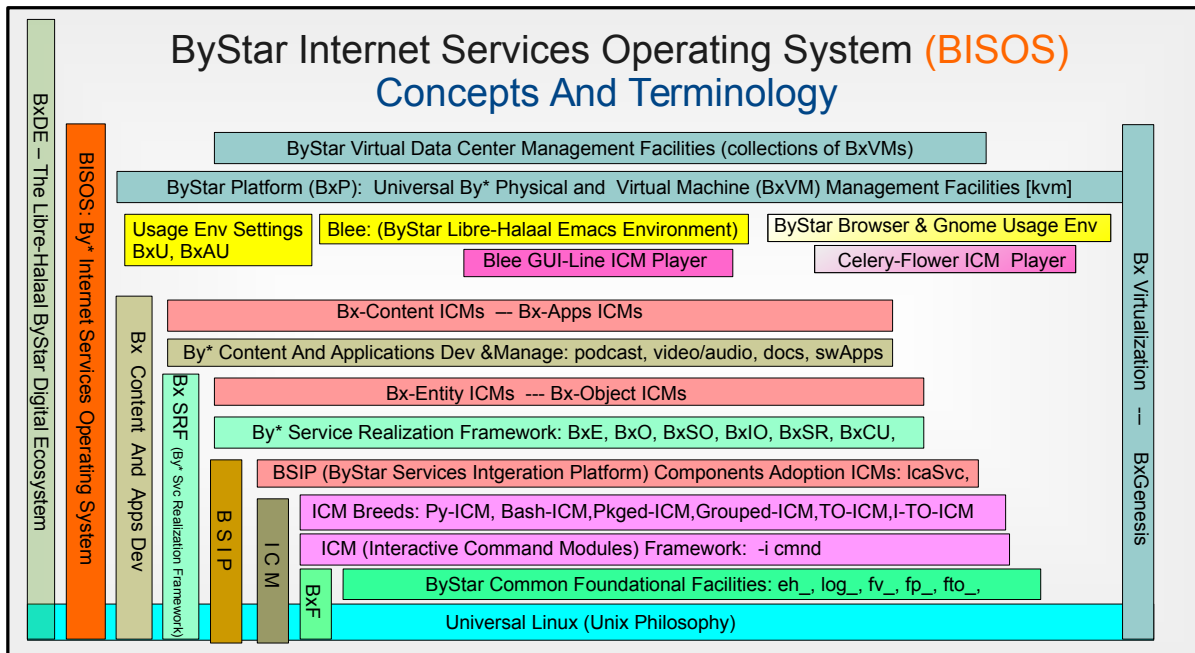 ByStar Internet Services Operating System (BISOS)
Concepts And Terminology
BxDE – The Libre-Halaal ByStar Digital Ecosystem
BISOS: By* Internet Services Operating System
ByStar Virtual Data Center Management Facilities (collections of BxVMs)
ByStar Platform (BxP): Universal By* Physical and Virtual Machine (BxVM) Management Facilities [kvm]
Usage Env Settings
BxU, BxAU
Blee: (ByStar Libre-Halaal Emacs Environment)
ByStar Browser & Gnome Usage Env
Blee GUI-Line ICM Player
Celery-Flower ICM Player
Bx Content And Apps Dev
Bx-Content ICMs --- Bx-Apps ICMs
By* Content And Applications Dev &Manage: podcast, video/audio, docs, swApps
Bx SRF (By* Svc Realization Framework)
Bx-Entity ICMs --- Bx-Object ICMs
By* Service Realization Framework: BxE, BxO, BxSO, BxIO, BxSR, BxCU,
BSIP
BSIP (ByStar Services Intgeration Platform) Components Adoption ICMs: IcaSvc,
ICM
ICM Breeds: Py-ICM, Bash-ICM,Pkged-ICM,Grouped-ICM,TO-ICM,I-TO-ICM
ICM (Interactive Command Modules) Framework: -i cmnd
BxF
ByStar Common Foundational Facilities: eh_, log_, fv_, fp_, fto_,
Universal Linux (Unix Philosophy)
Bx Virtualization --- BxGenesis